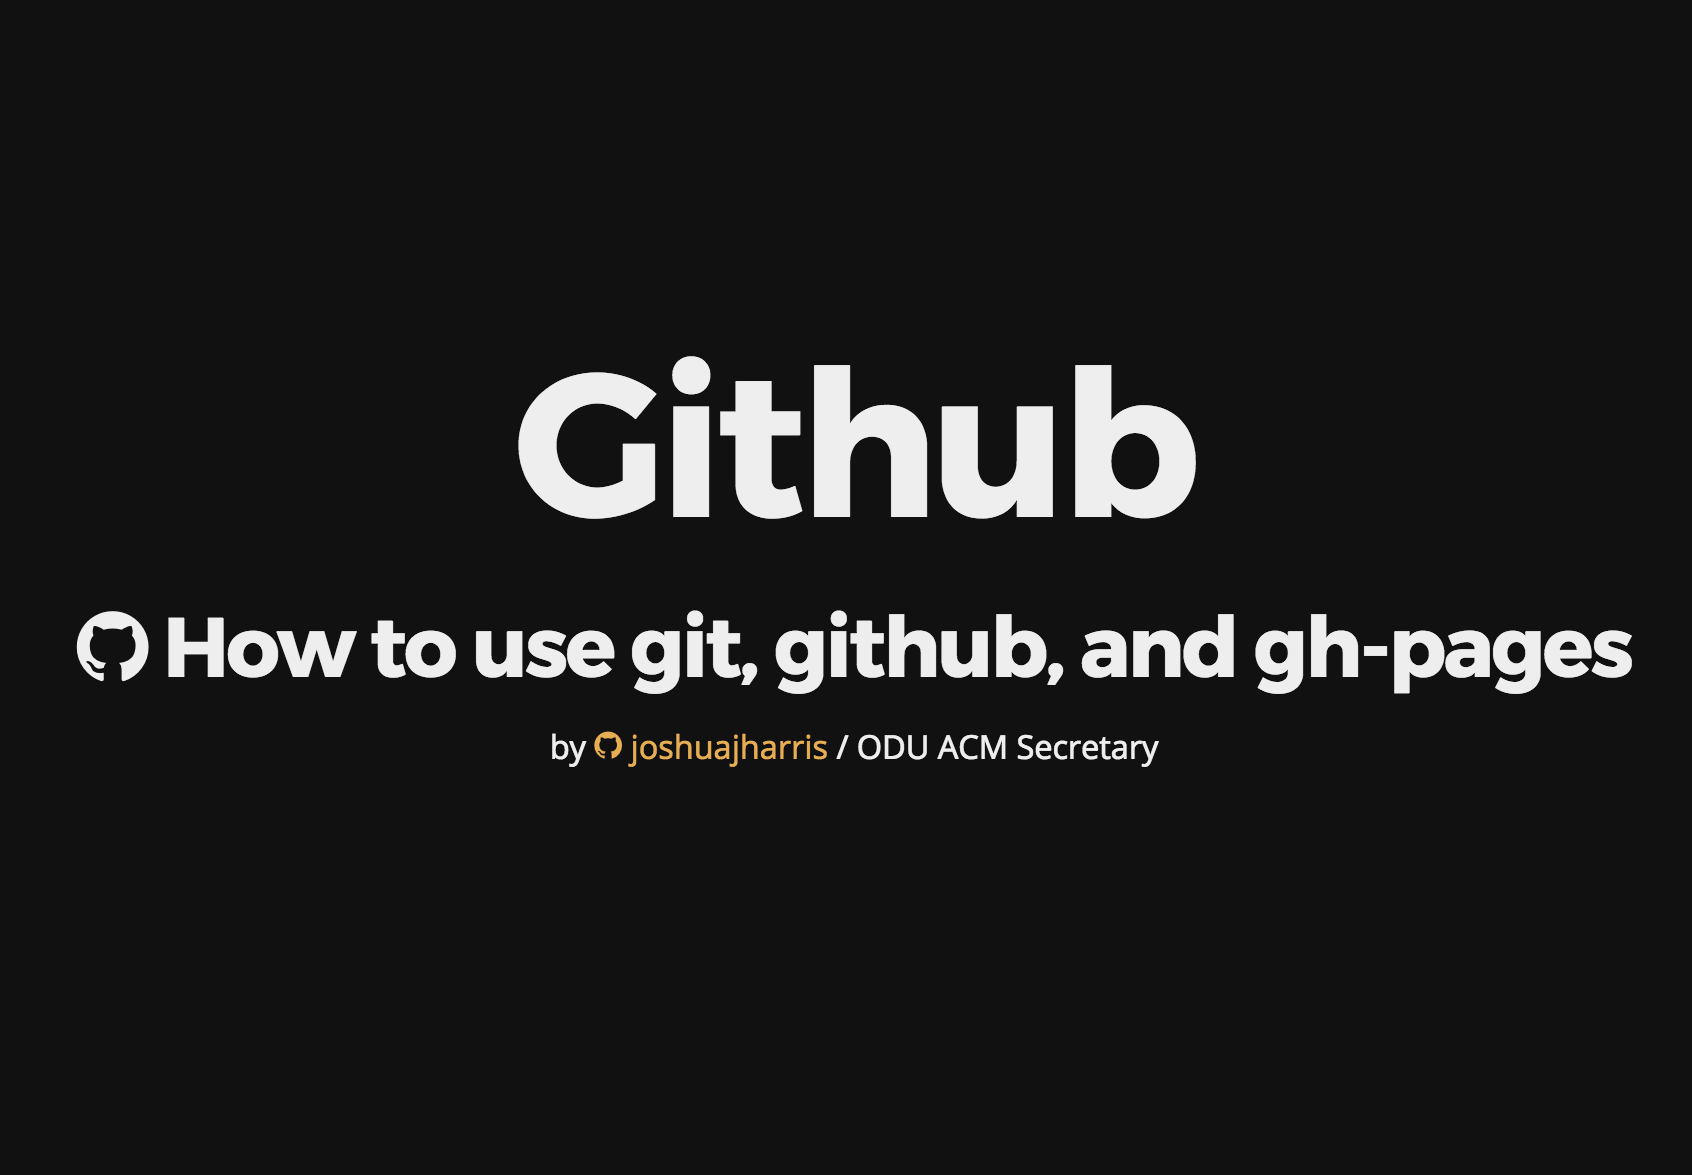 Github
How to use git, github, and gh-pages
by joshuajharris / ODU ACM Secretary